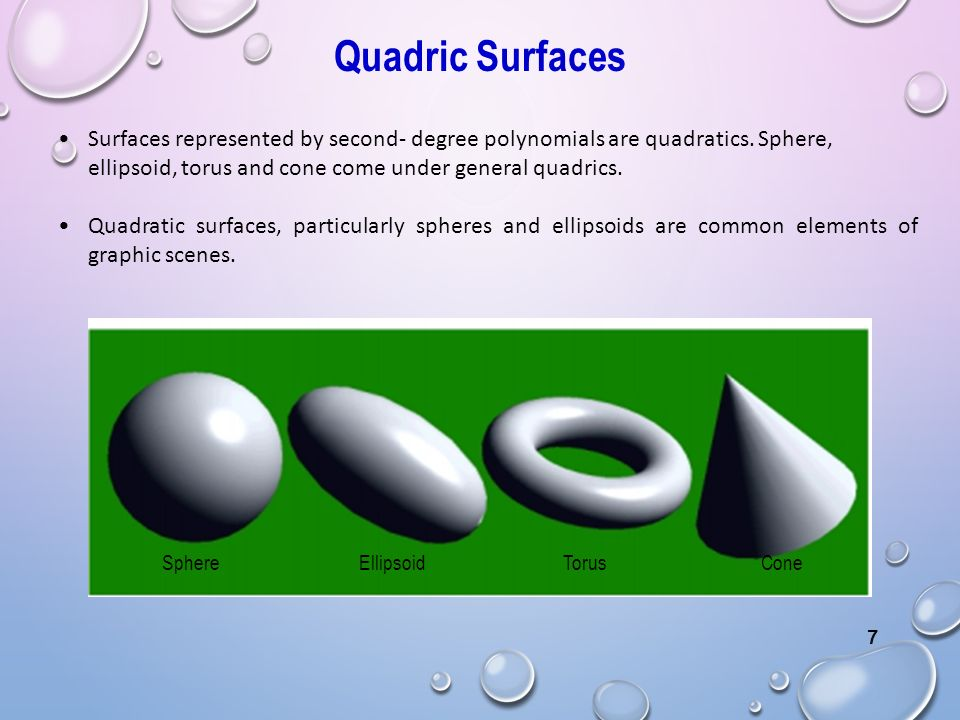 Quadric Surfaces
• Surfaces represented by second- degree polynomials are quadratics. Sphere,
ellipsoid, torus and cone come under general quadrics.
• Quadratic surfaces, particularly spheres and ellipsoids are common elements of
graphic scenes.
Sphere Ellipsoid Torus Cone
7